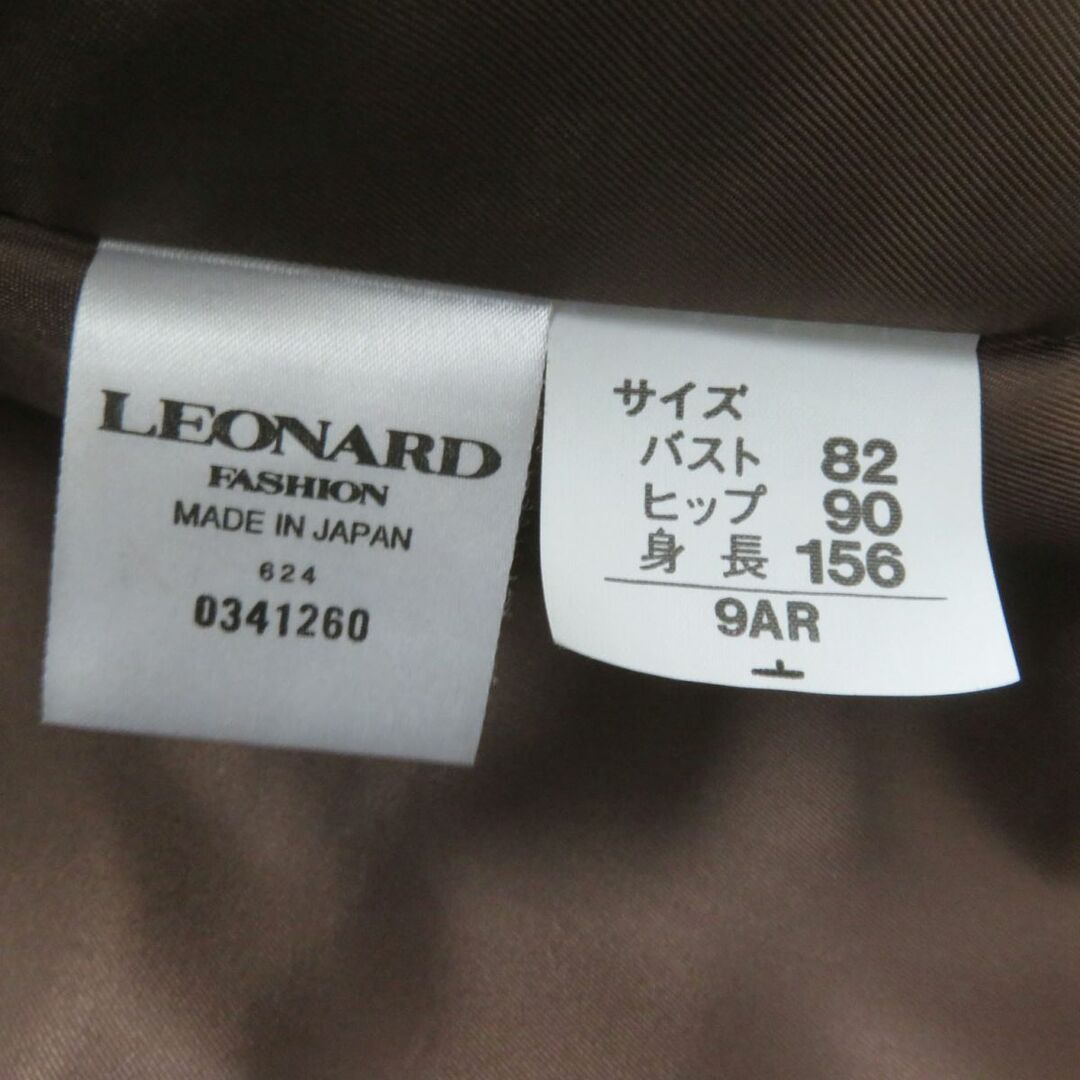 LEONARD
FASHION
MADE IN JAPAN
624
0341260
サイズ
バスト 82
ヒップ 90
身長 156
9AR